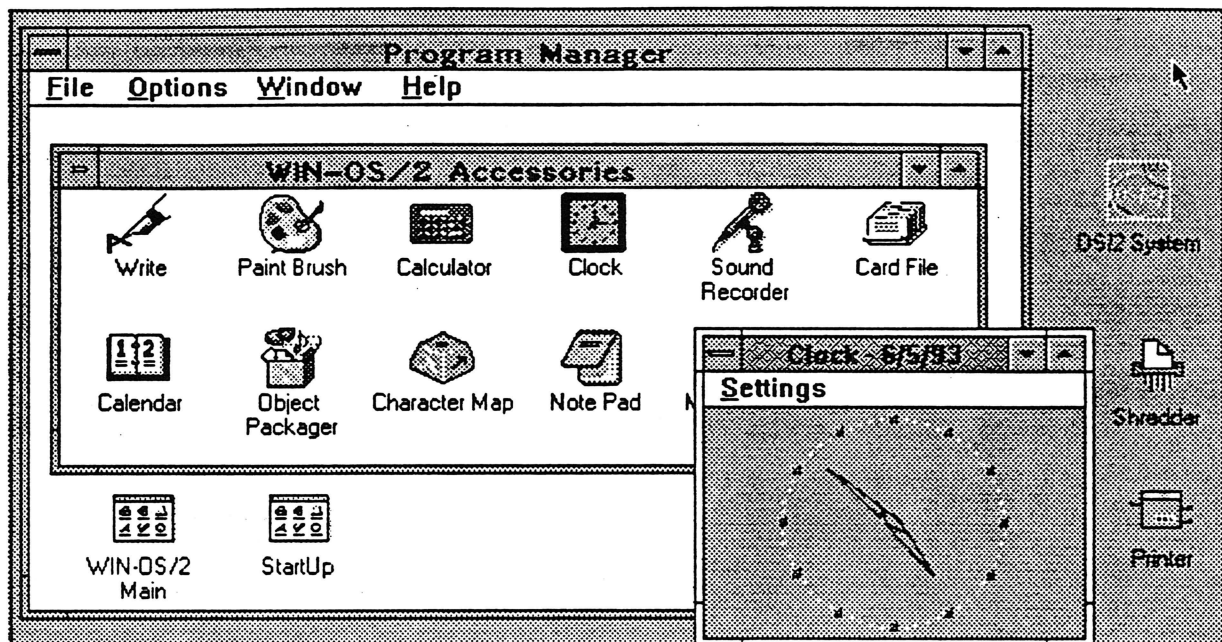 Program Manager
File Options Window Help
WIN-OS/2 Accessories
Write Paint Brush Calculator Clock Sound Recorder Card File
OS/2 System
Calendar Object Packager Character Map Note Pad
Clock - 6/5/93
Settings
Shredder
WIN-OS/2 Main StartUp
Printer